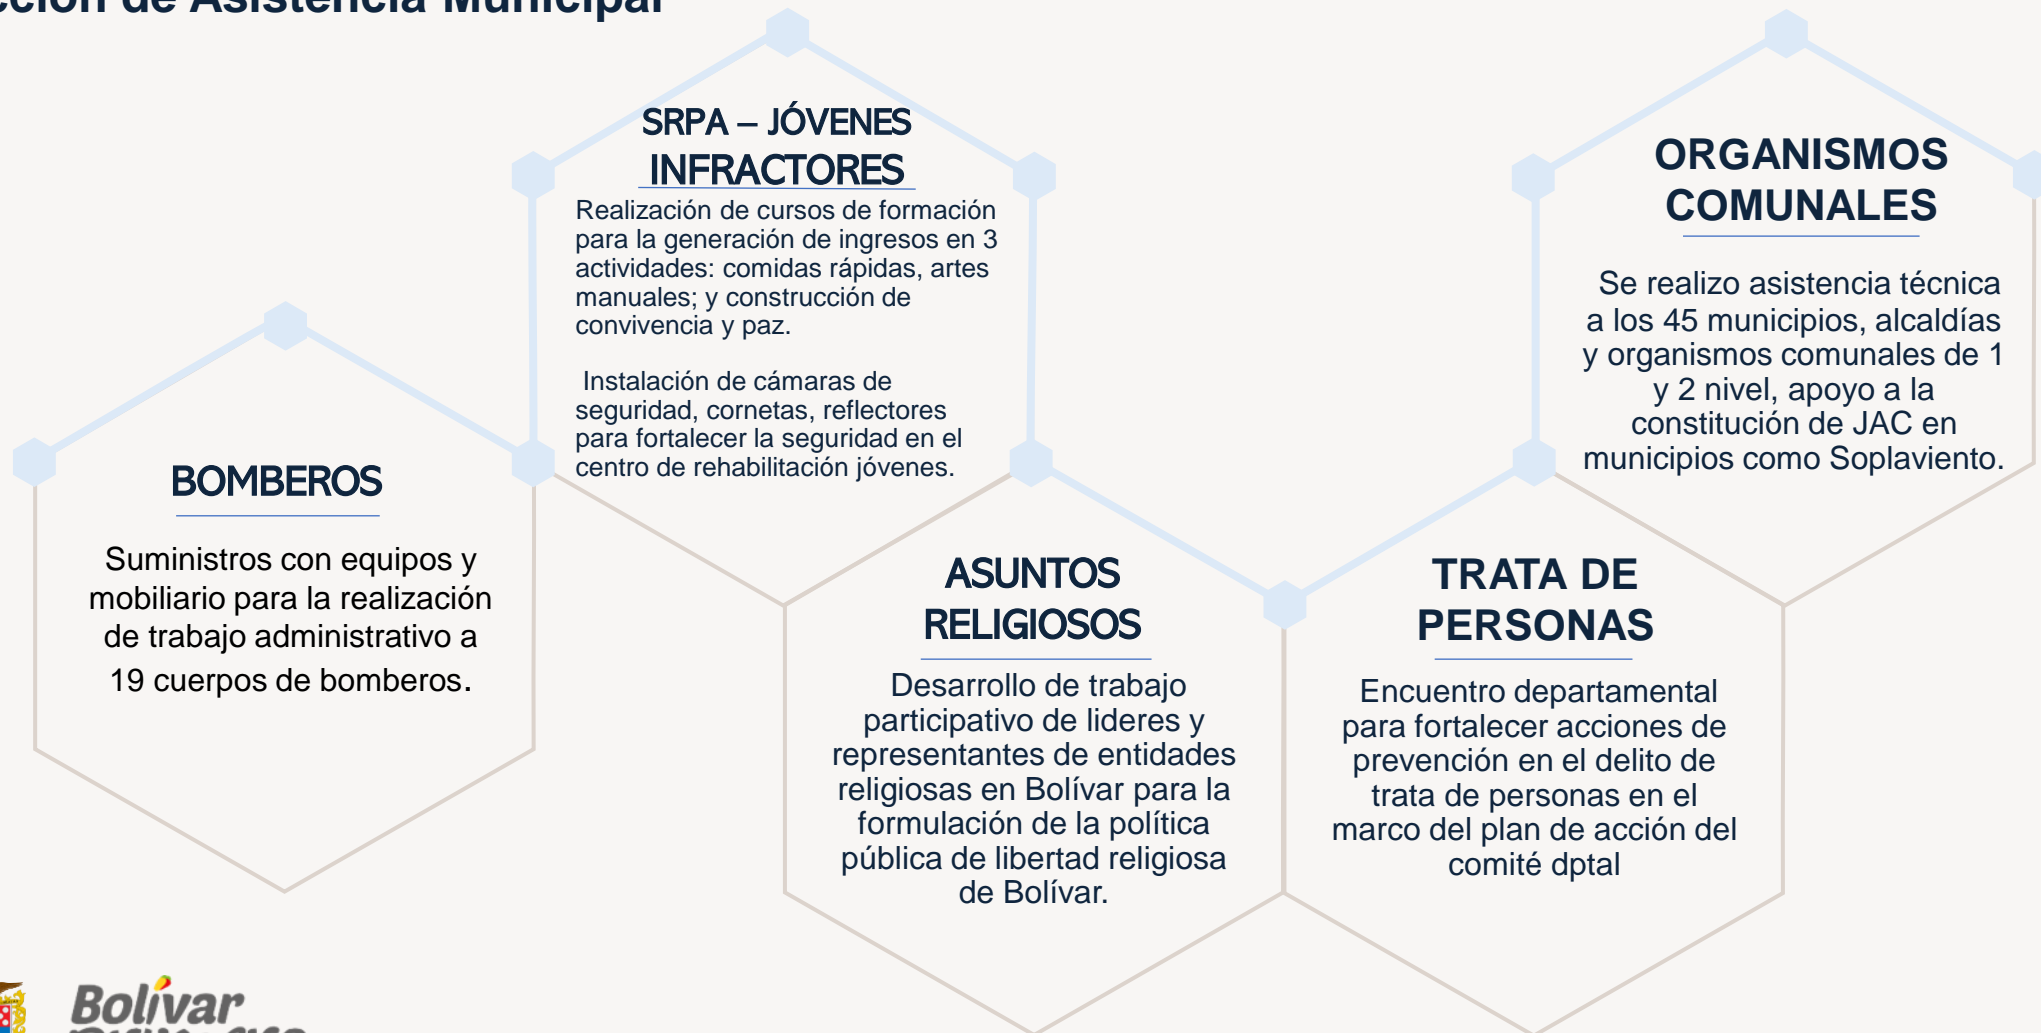 de Asistencia Municipal
SRPA – JÓVENES
INFRACTORES
Realización de cursos de formación
para la generación de ingresos en 3
actividades: comidas rápidas, artes
manuales; y construcción de
convivencia y paz.
Instalación de cámaras de
seguridad, cornetas, reflectores
para fortalecer la seguridad en el
centro de rehabilitación jóvenes.
ORGANISMOS
COMUNALES
Se realizo asistencia técnica
a los 45 municipios, alcaldías
y organismos comunales de 1
y 2 nivel, apoyo a la
constitución de JAC en
municipios como Soplaviento.
BOMBEROS
Suministros con equipos y
mobiliario para la realización
de trabajo administrativo a
19 cuerpos de bomberos.
ASUNTOS
RELIGIOSOS
Desarrollo de trabajo
participativo de lideres y
representantes de entidades
religiosas en Bolívar para la
formulación de la política
pública de libertad religiosa
de Bolívar.
TRATA DE
PERSONAS
Encuentro departamental
para fortalecer acciones de
prevención en el delito de
trata de personas en el
marco del plan de acción del
comité dptal
Bolívar